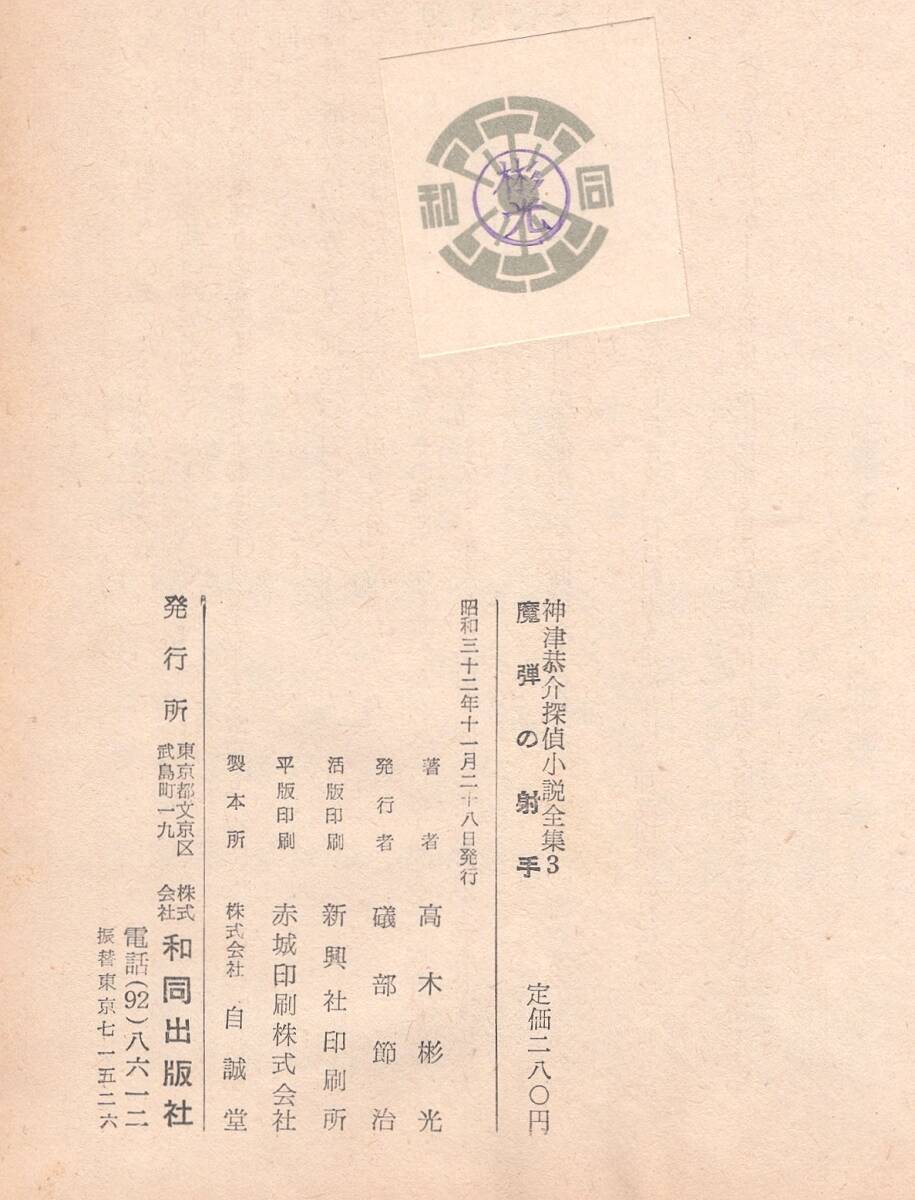 和 同
彬光
神津恭介探偵小説全集3
魔弾の射手
定価二八〇円
昭和三十二年十一月二十八日発行
著者 高木彬光
発行者 礒部節治
活版印刷 新興社印刷所
平版印刷 赤城印刷株式会社
製本所 株式会社 自誠堂
発行所 東京都文京区武島町一九 株式会社 和同出版社
電話(92)八六一二
振替東京七一五二六